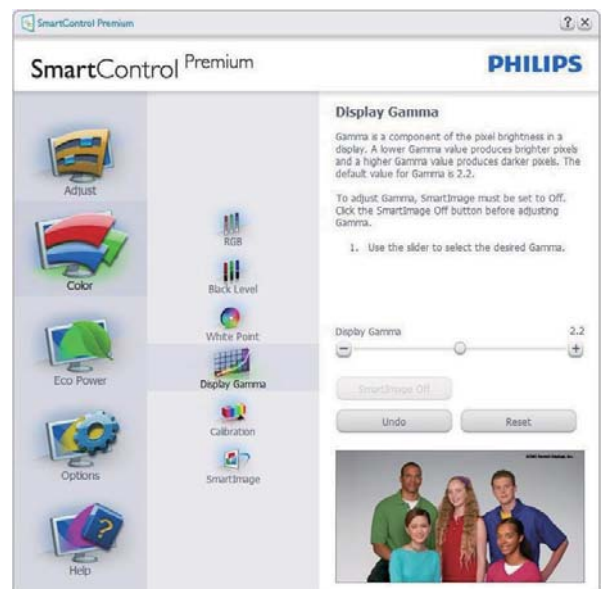 SmartControl Premium
SmartControl Premium
PHILIPS
Adjust
Color
Eco Power
Options
Help
RGB
Black Level
White Point
Display Gamma
Calibration
SmartImage
Display Gamma
Gamma is a component of the pixel brightness in a
display. A lower Gamma value produces brighter pixels
and a higher Gamma value produces darker pixels. The
default value for Gamma is 2.2.
To adjust Gamma, SmartImage must be set to Off.
Click the SmartImage Off button before adjusting
Gamma.
1. Use the slider to select the desired Gamma.
Display Gamma 2.2
SmartImage Off
Undo Reset